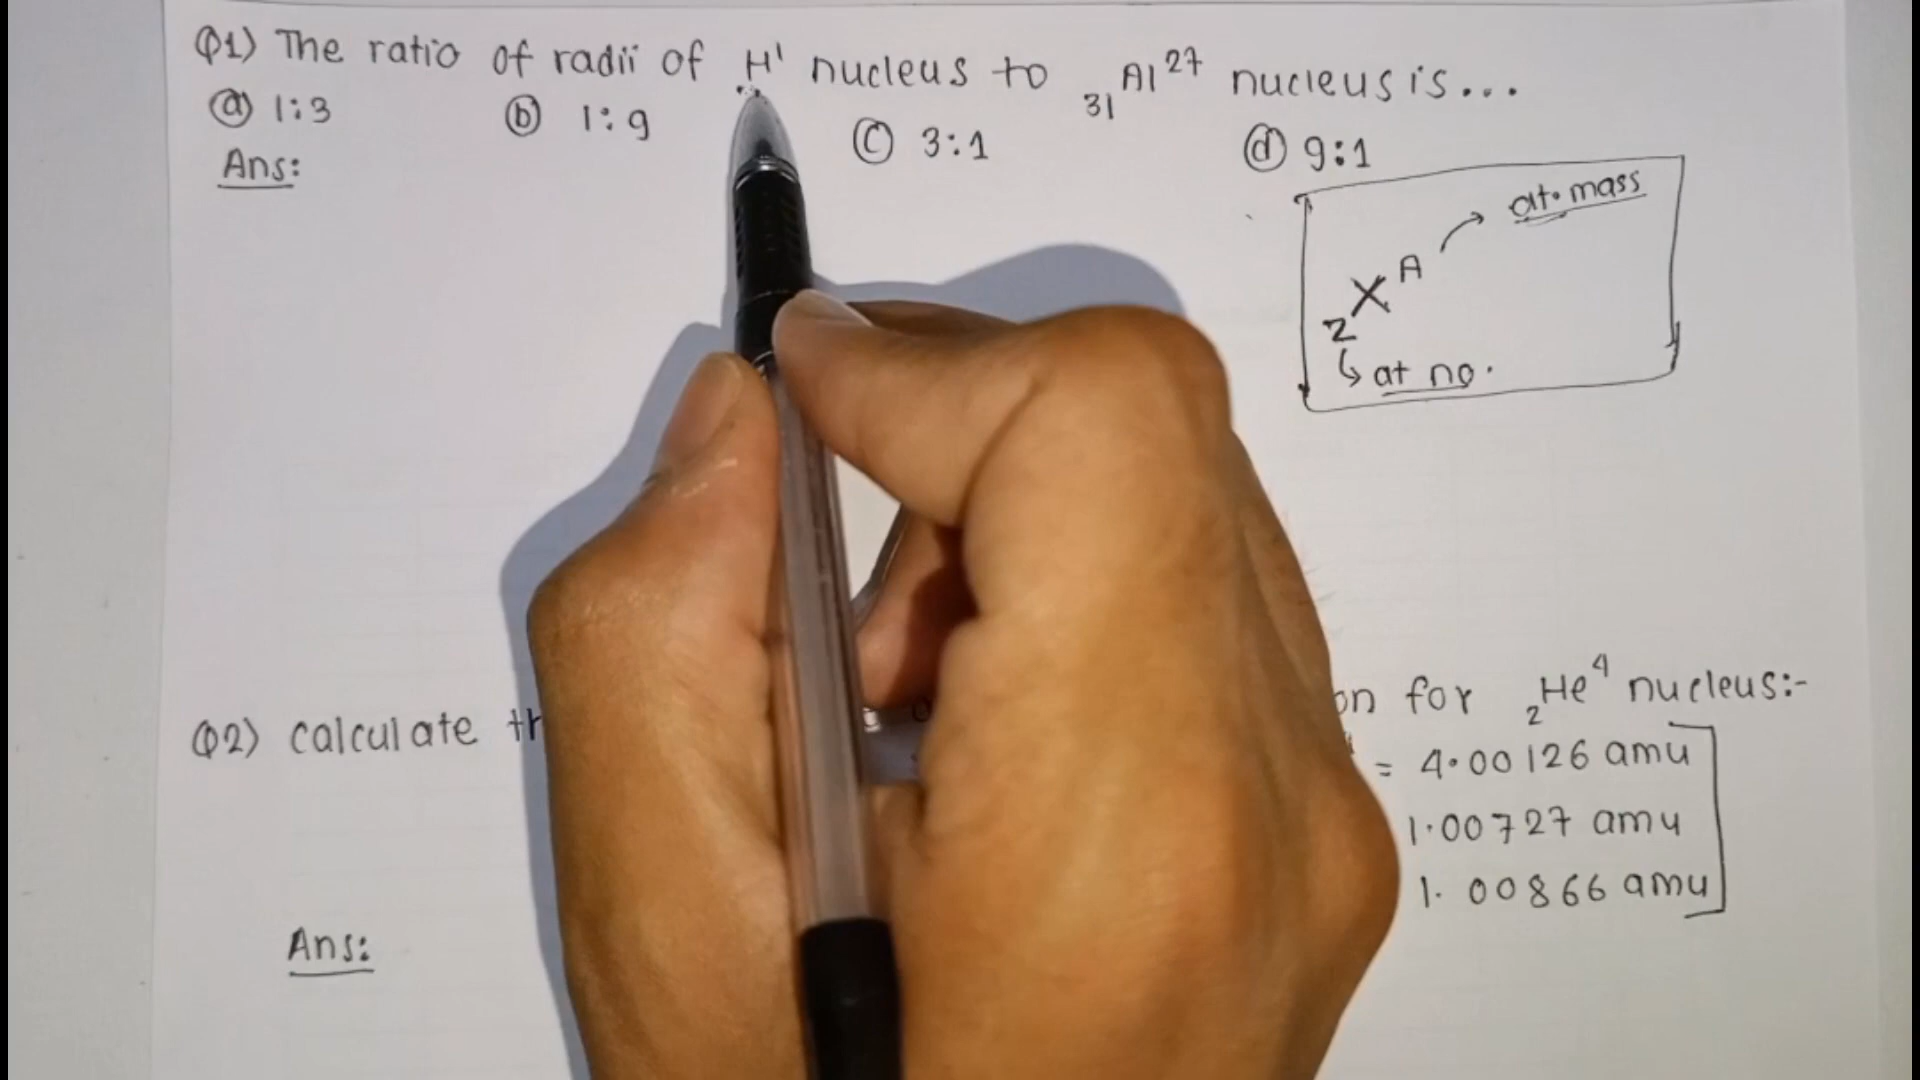 Q1) The ratio of radii of H¹ nucleus to ₃₁Al²⁷ nucleus is...
(a) 1:3 (b) 1:9 (c) 3:1 (d) 9:1
Ans:
at. mass
zXᴬ
at no.
Q2) calculate on for ₂He⁴ nucleus:-
= 4.00126 amu
1.00727 amu
1.00866 amu
Ans: